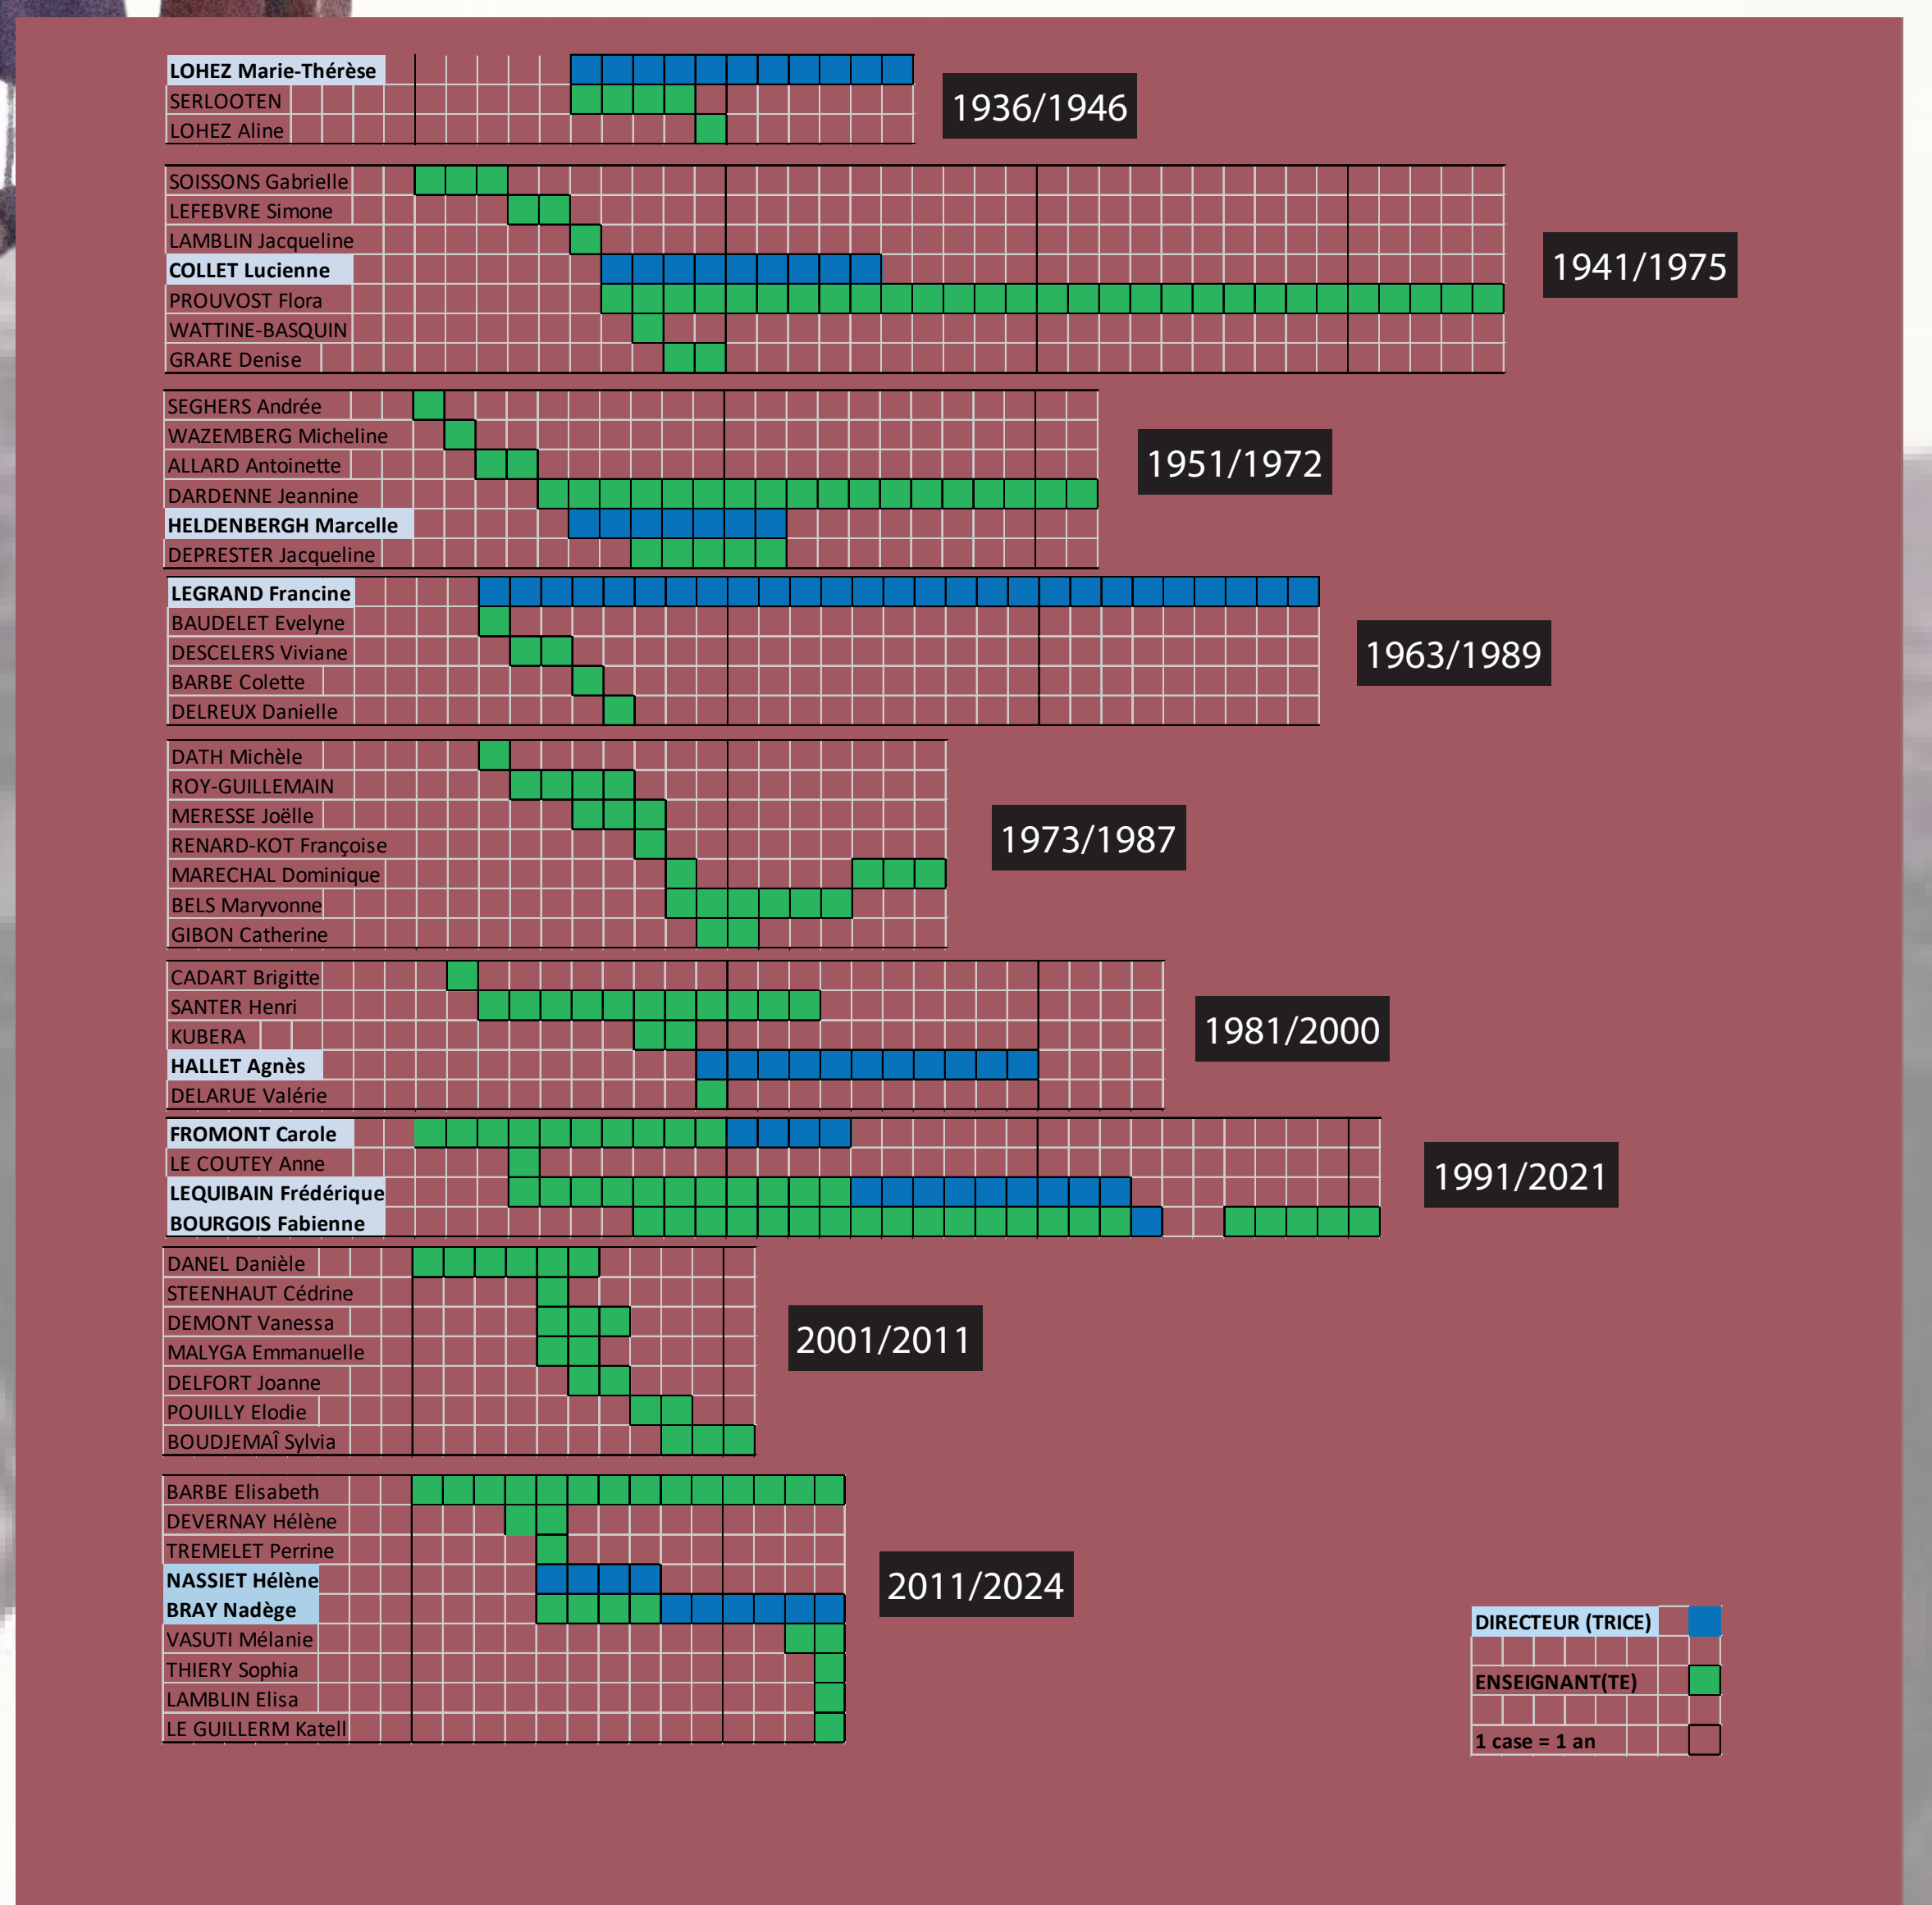 LOHEZ Marie-Thérèse
SERLOOTEN
LOHEZ Aline
1936/1946
SOISSONS Gabrielle
LEFEBVRE Simone
LAMBLIN Jacqueline
COLLET Lucienne
PROUVOST Flora
WATTINE-BASQUIN
GRARE Denise
1941/1975
SEGHERS Andrée
WAZEMBERG Micheline
ALLARD Antoinette
DARDENNE Jeannine
HELDENBERGH Marcelle
DEPRESTER Jacqueline
1951/1972
LEGRAND Francine
BAUDELET Evelyne
DESCELERS Viviane
BARBE Colette
DELREUX Danielle
1963/1989
DATH Michèle
ROY-GUILLEMAIN
MERESSE Joëlle
RENARD-KOT Françoise
MARECHAL Dominique
BELS Maryvonne
GIBON Catherine
1973/1987
CADART Brigitte
SANTER Henri
KUBERA
HALLET Agnès
DELARUE Valérie
1981/2000
FROMONT Carole
LE COUTEY Anne
LEQUIBAIN Frédérique
BOURGOIS Fabienne
1991/2021
DANEL Danièle
STEENHAUT Cédrine
DEMONT Vanessa
MALYGA Emmanuelle
DELFORT Joanne
POUILLY Elodie
BOUDJEMAÎ Sylvia
2001/2011
BARBE Elisabeth
DEVERNAY Hélène
TREMELET Perrine
NASSIET Hélène
BRAY Nadège
VASUTI Mélanie
THIERY Sophia
LAMBLIN Elisa
LE GUILLERM Katell
2011/2024
DIRECTEUR (TRICE)
ENSEIGNANT(TE)
1 case = 1 an